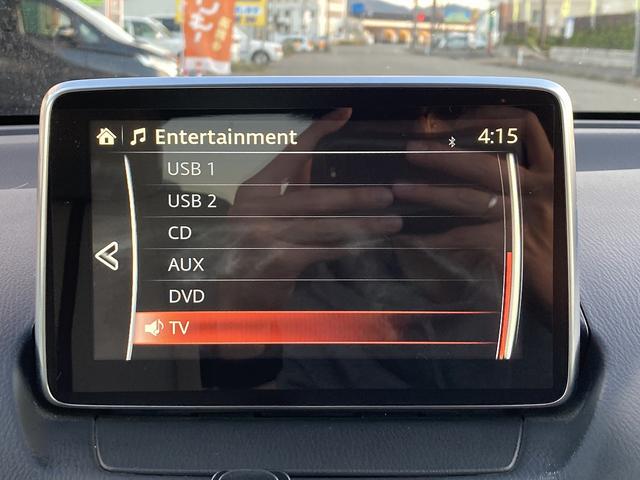 Entertainment
4:15
USB 1
USB 2
CD
AUX
DVD
TV